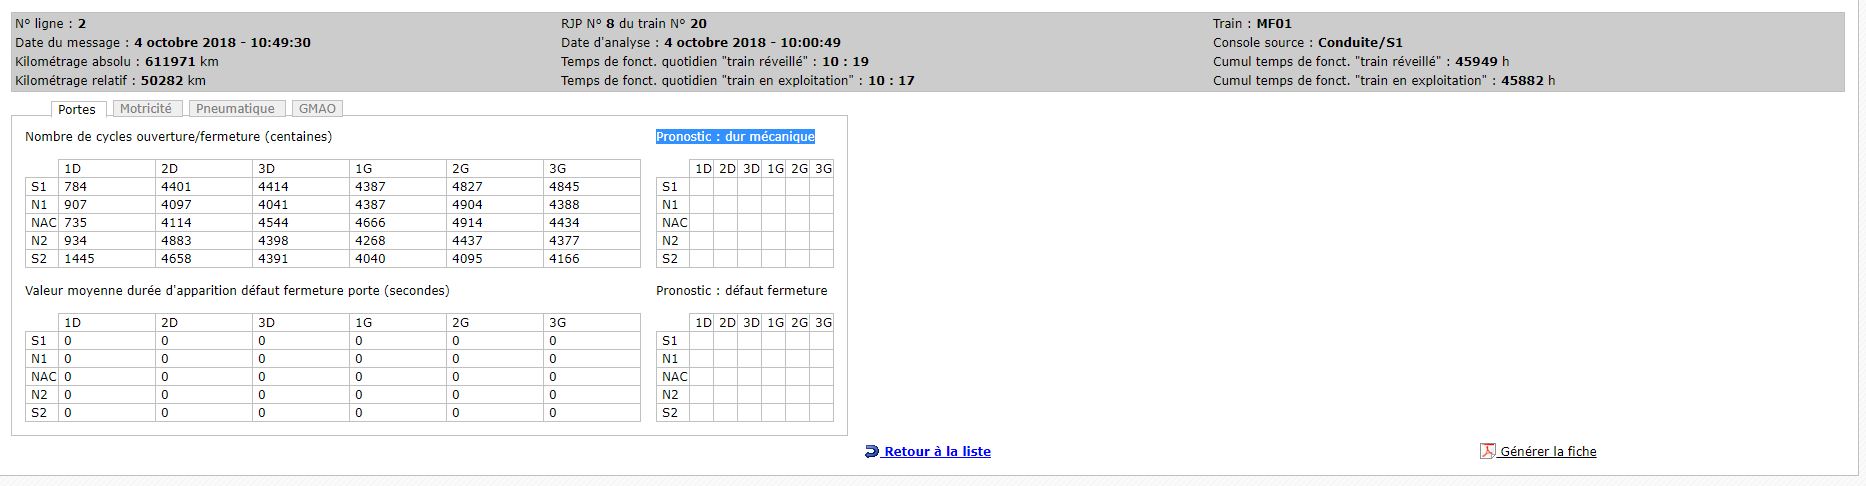 N° ligne : 2 RJP N° 8 du train N° 20 Train : MF01
Date du message : 4 octobre 2018 - 10:49:30 Date d'analyse : 4 octobre 2018 - 10:00:49 Console source : Conduite/S1
Kilométrage absolu : 611971 km Temps de fonct. quotidien "train réveillé" : 10 : 19 Cumul temps de fonct. "train réveillé" : 45949 h
Kilométrage relatif : 50282 km Temps de fonct. quotidien "train en exploitation" : 10 : 17 Cumul temps de fonct. "train en exploitation" : 45882 h
Portes Motricité Pneumatique GMAO
Nombre de cycles ouverture/fermeture (centaines) Pronostic : dur mécanique
1D 2D 3D 1G 2G 3G 1D 2D 3D 1G 2G 3G
S1 784 4401 4414 4387 4827 4845 S1
N1 907 4097 4041 4387 4904 4388 N1
NAC 735 4114 4544 4666 4914 4434 NAC
N2 934 4883 4398 4268 4437 4377 N2
S2 1445 4658 4391 4040 4095 4166 S2
Valeur moyenne durée d'apparition défaut fermeture porte (secondes) Pronostic : défaut fermeture
1D 2D 3D 1G 2G 3G 1D 2D 3D 1G 2G 3G
S1 0 0 0 0 0 0 S1
N1 0 0 0 0 0 0 N1
NAC 0 0 0 0 0 0 NAC
N2 0 0 0 0 0 0 N2
S2 0 0 0 0 0 0 S2
Retour à la liste Générer la fiche